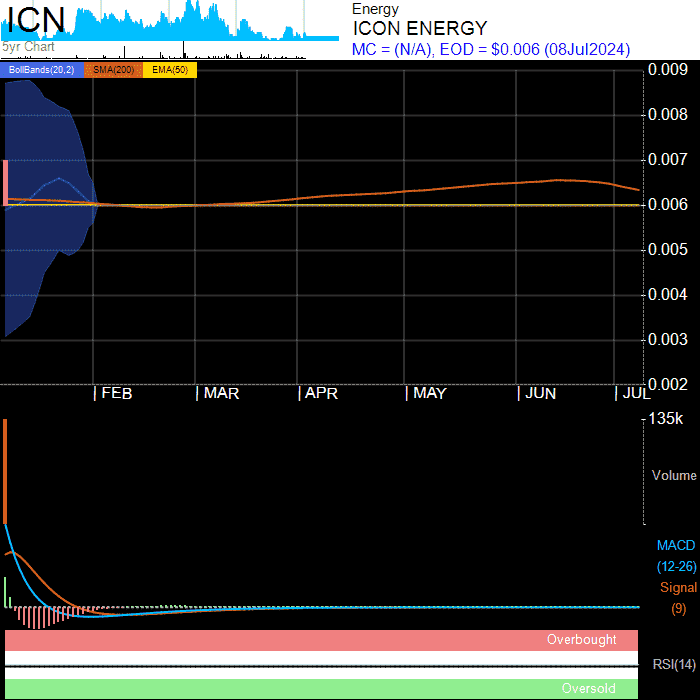 ICN
5yr Chart
Energy
ICON ENERGY
MC = (N/A), EOD = $0.006 (08Jul2024)
BollBands(20,2) SMA(200) EMA(50)
0.009
0.008
0.007
0.006
0.005
0.004
0.003
0.002
| FEB | MAR | APR | MAY | JUN | JUL
135k
Volume
MACD
(12-26)
Signal
(9)
Overbought
RSI(14)
Oversold